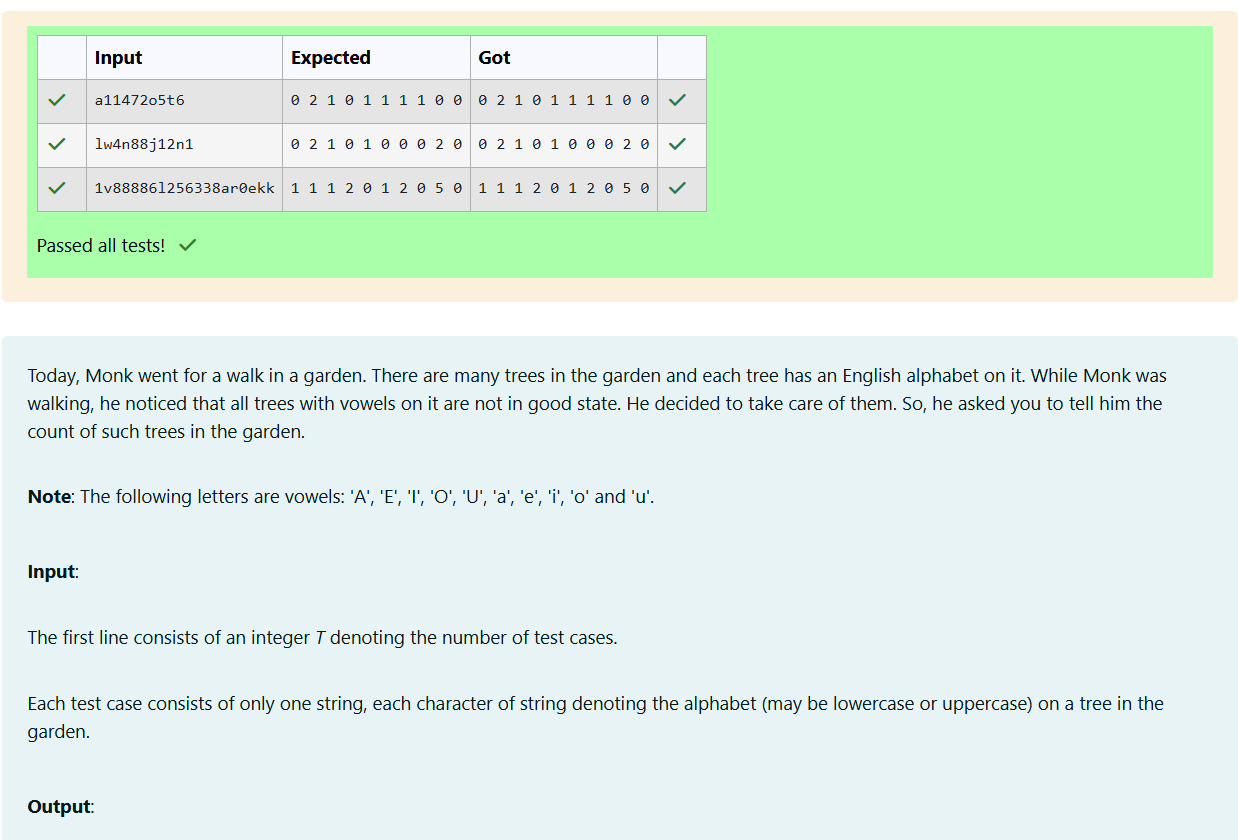 Input Expected Got
a11472o5t6 0 2 1 0 1 1 1 1 0 0 0 2 1 0 1 1 1 1 0 0
lw4n88j12n1 0 2 1 0 1 0 0 0 2 0 0 2 1 0 1 0 0 0 2 0
1v88886l256338ar0ekk 1 1 1 2 0 1 2 0 5 0 1 1 1 2 0 1 2 0 5 0
Passed all tests!
Today, Monk went for a walk in a garden. There are many trees in the garden and each tree has an English alphabet on it. While Monk was
walking, he noticed that all trees with vowels on it are not in good state. He decided to take care of them. So, he asked you to tell him the
count of such trees in the garden.
Note: The following letters are vowels: 'A', 'E', 'I', 'O', 'U', 'a', 'e', 'i', 'o' and 'u'.
Input:
The first line consists of an integer T denoting the number of test cases.
Each test case consists of only one string, each character of string denoting the alphabet (may be lowercase or uppercase) on a tree in the
garden.
Output: